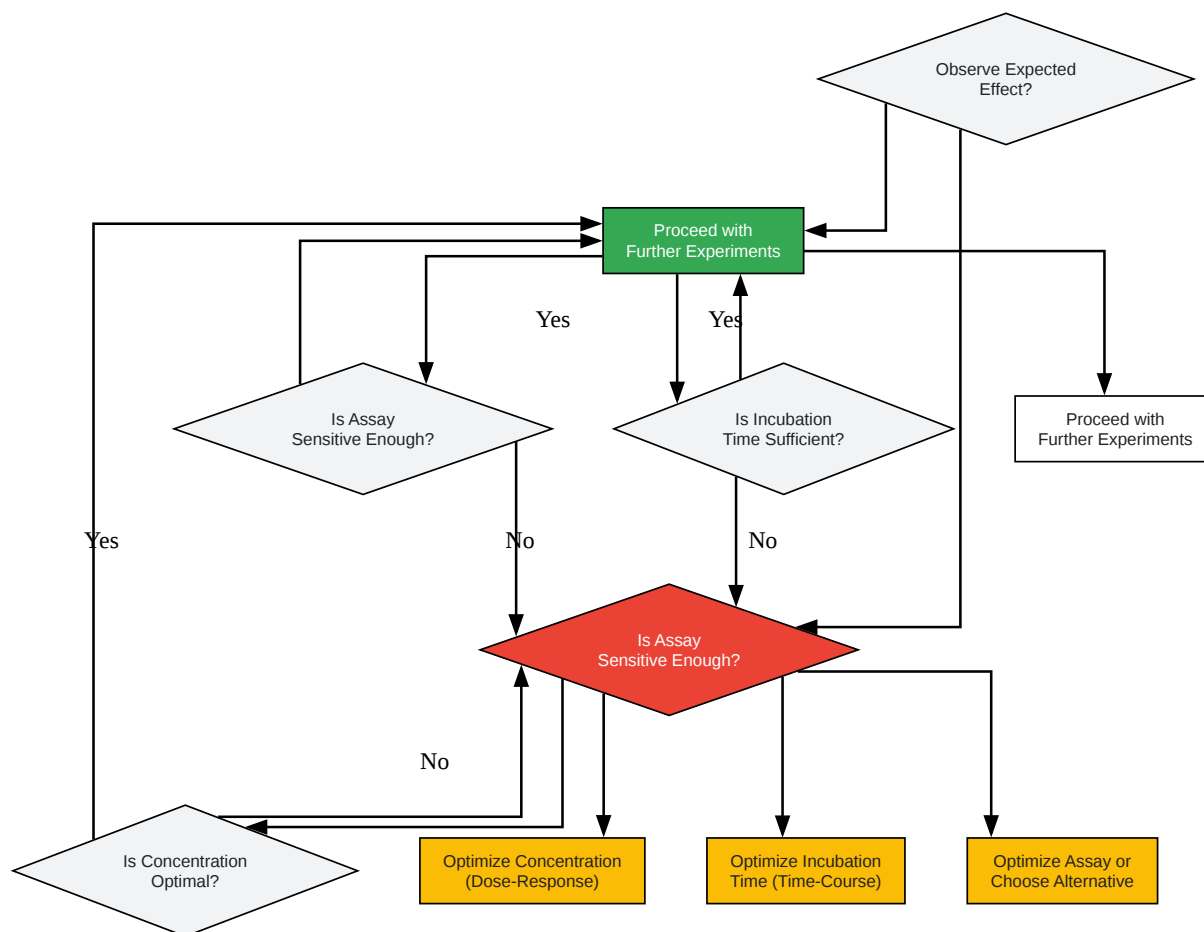 Observe Expected
Effect?
Proceed with
Further Experiments
Yes
Yes
Is Assay
Sensitive Enough?
Is Incubation
Time Sufficient?
Proceed with
Further Experiments
Yes
No
No
Is Assay
Sensitive Enough?
No
Is Concentration
Optimal?
Optimize Concentration
(Dose-Response)
Optimize Incubation
Time (Time-Course)
Optimize Assay or
Choose Alternative